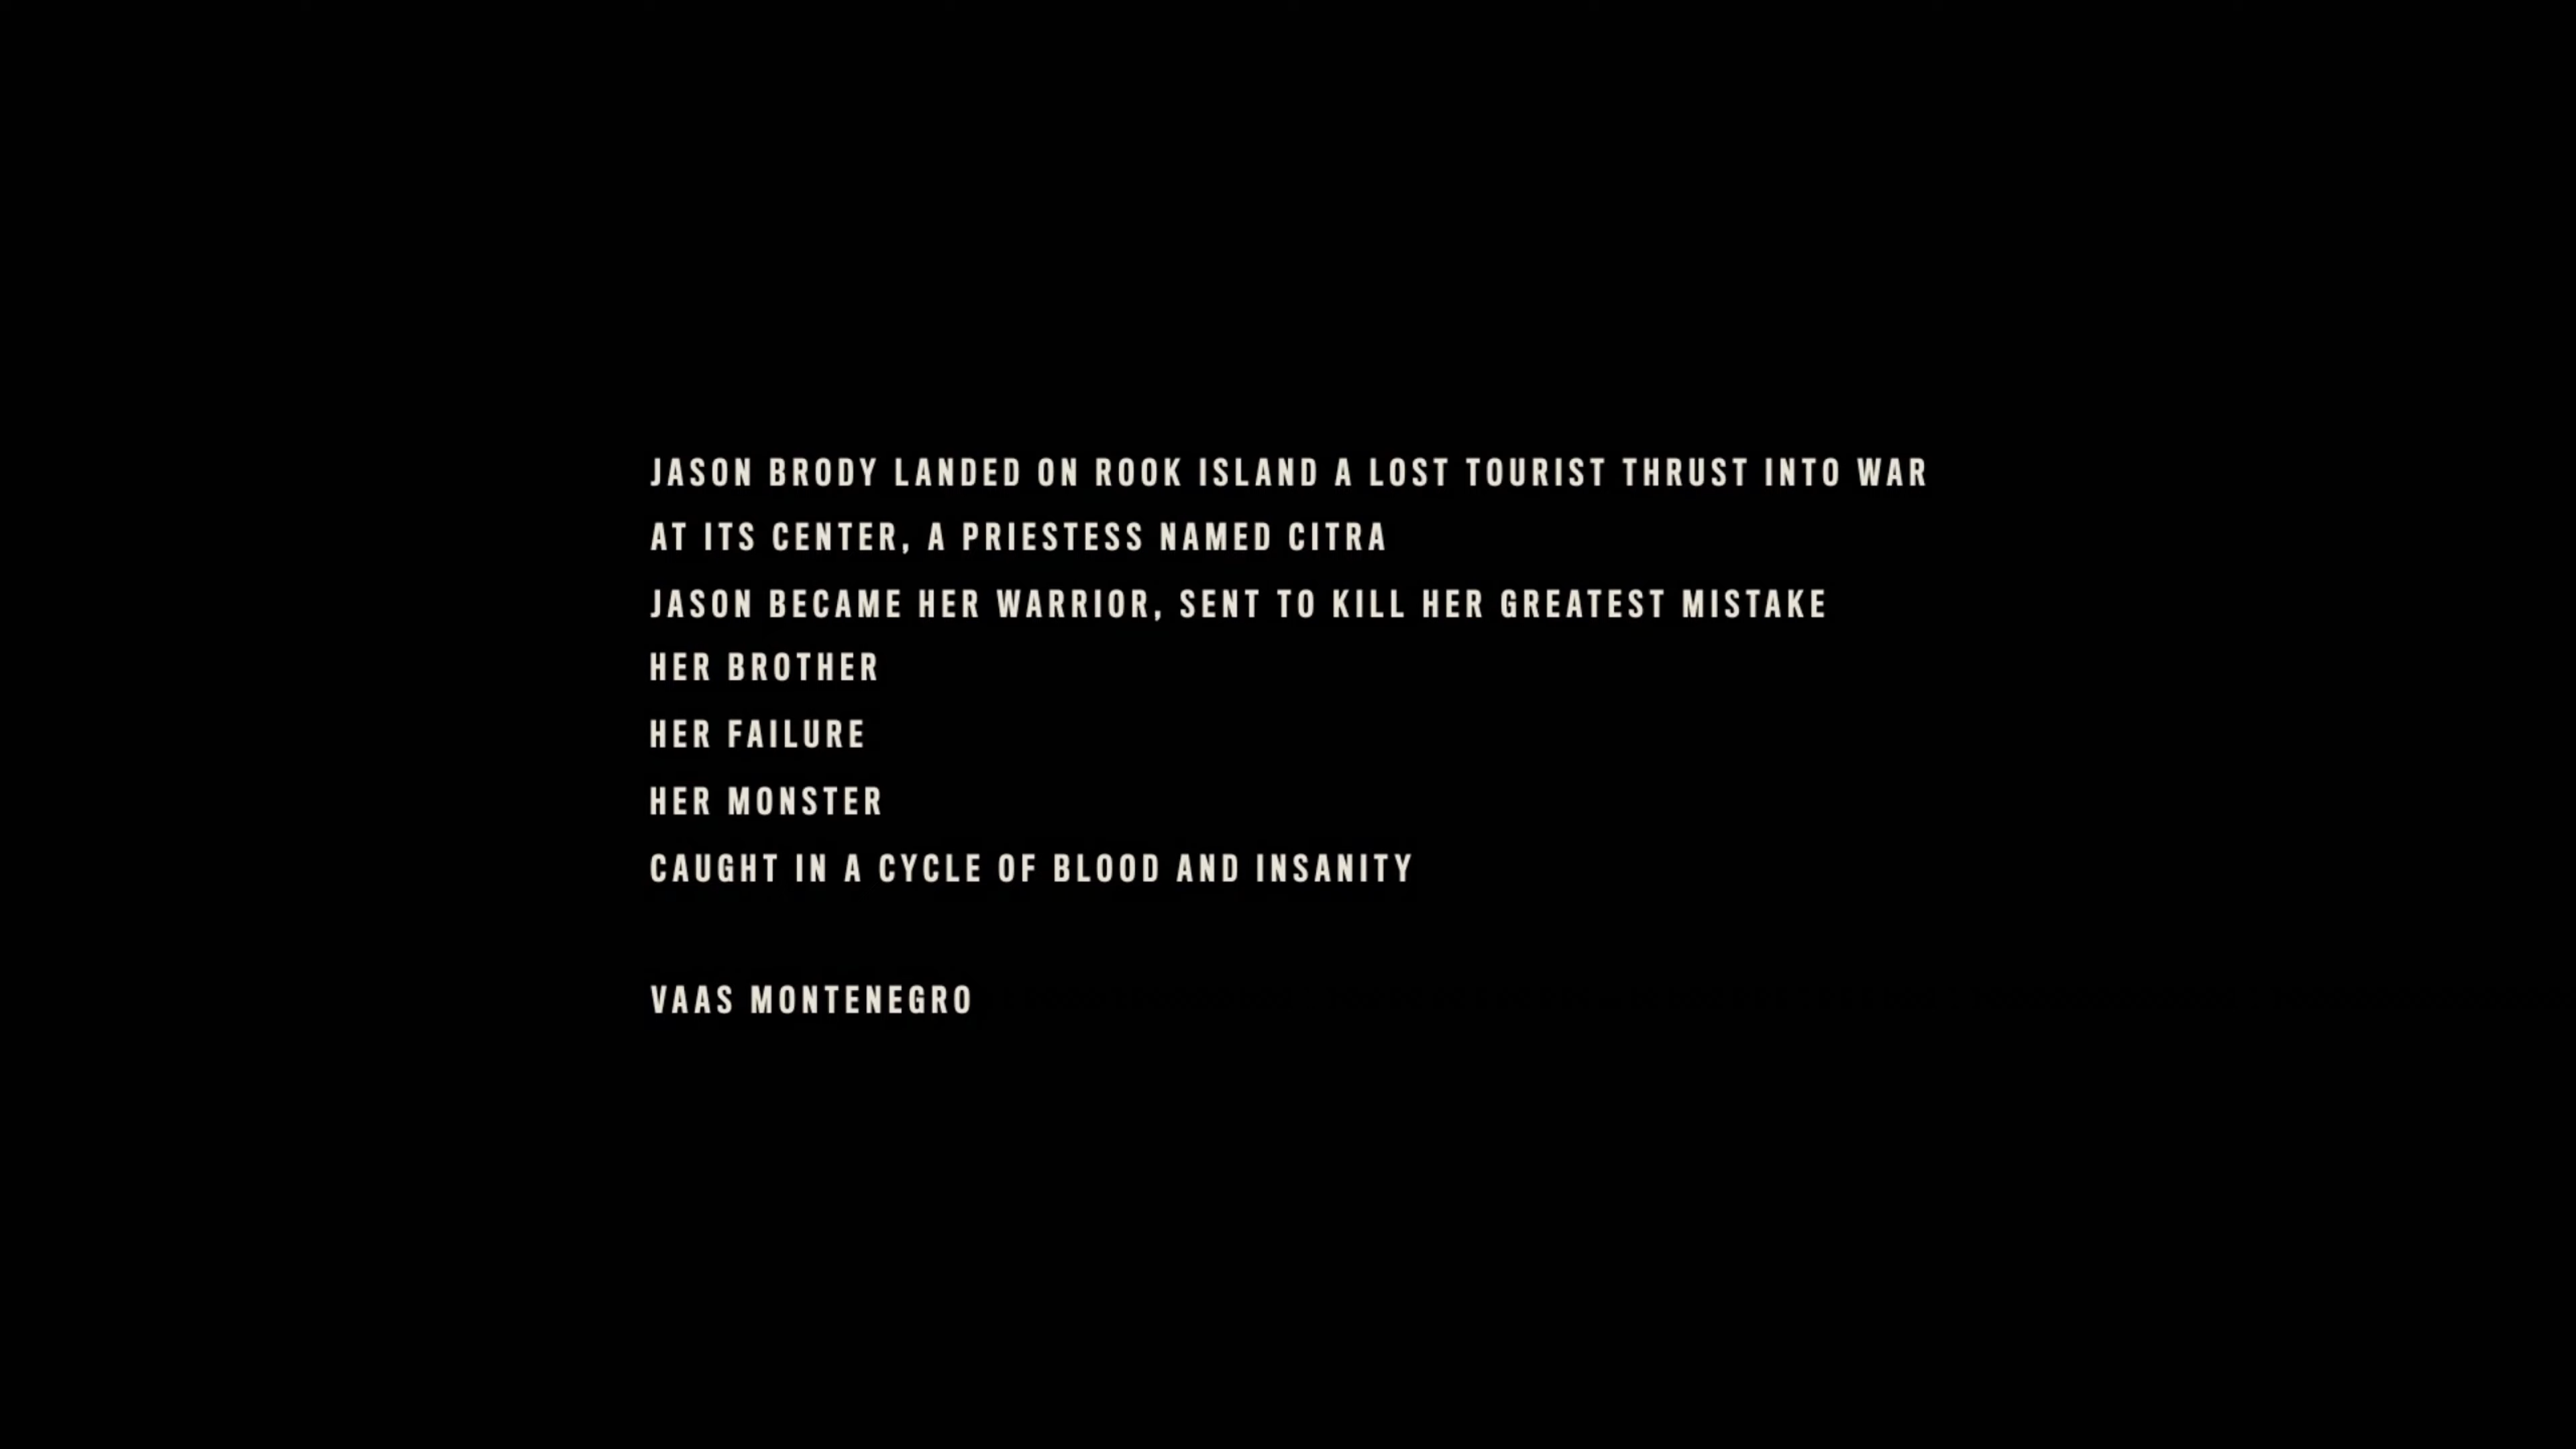 JASON BRODY LANDED ON ROOK ISLAND A LOST TOURIST THRUST INTO WAR
AT ITS CENTER, A PRIESTESS NAMED CITRA
JASON BECAME HER WARRIOR, SENT TO KILL HER GREATEST MISTAKE
HER BROTHER
HER FAILURE
HER MONSTER
CAUGHT IN A CYCLE OF BLOOD AND INSANITY
VAAS MONTENEGRO